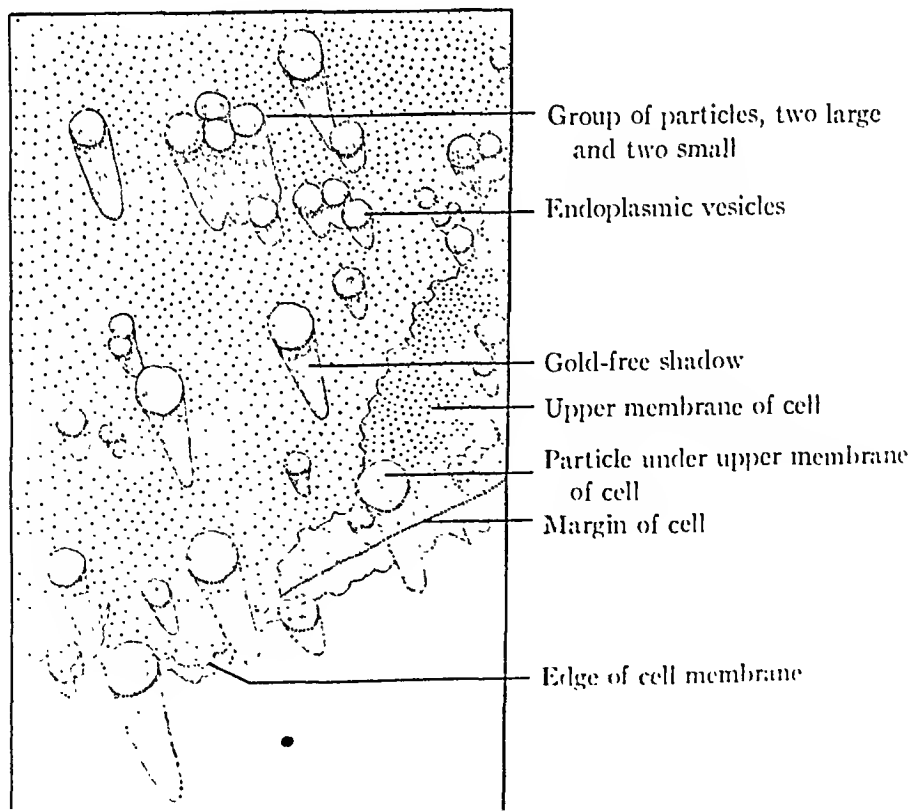 Group of particles, two large
and two small
Endoplasmic vesicles
Gold-free shadow
Upper membrane of cell
Particle under upper membrane
of cell
Margin of cell
Edge of cell membrane